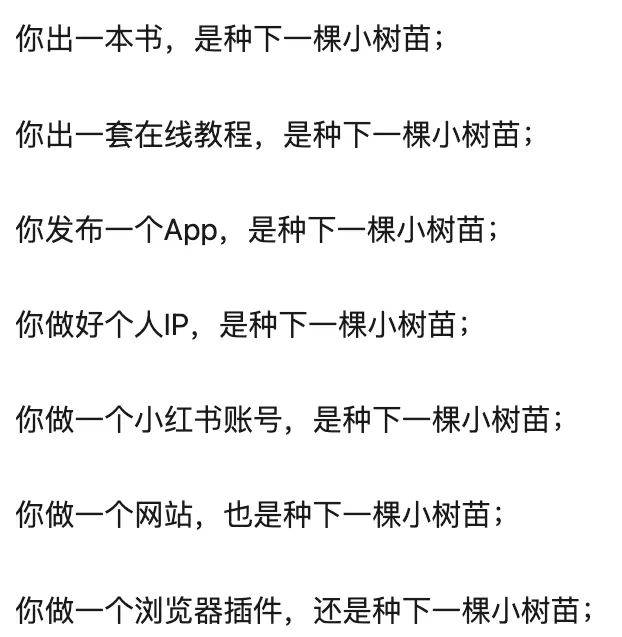 你出一本书，是种下一棵小树苗；
你出一套在线教程，是种下一棵小树苗；
你发布一个App，是种下一棵小树苗；
你做好个人IP，是种下一棵小树苗；
你做一个小红书账号，是种下一棵小树苗；
你做一个网站，也是种下一棵小树苗；
你做一个浏览器插件，还是种下一棵小树苗；